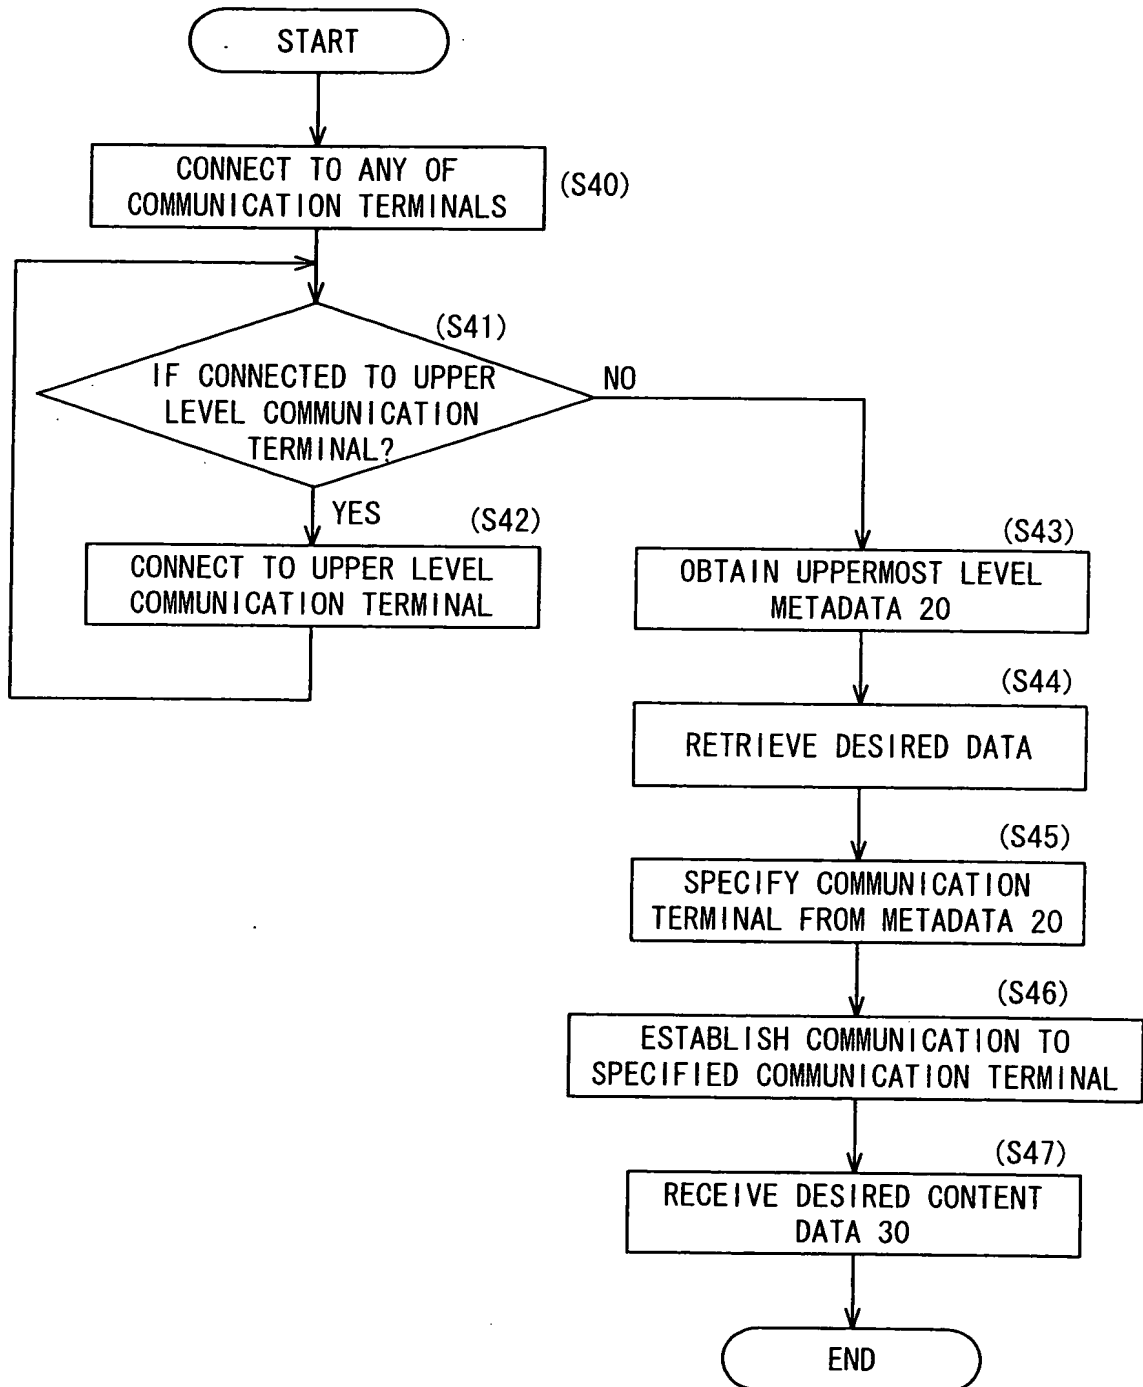 START
CONNECT TO ANY OF
COMMUNICATION TERMINALS
(S40)
(S41)
IF CONNECTED TO UPPER
LEVEL COMMUNICATION
TERMINAL?
NO
YES
(S42)
CONNECT TO UPPER LEVEL
COMMUNICATION TERMINAL
(S43)
OBTAIN UPPERMOST LEVEL
METADATA 20
(S44)
RETRIEVE DESIRED DATA
(S45)
SPECIFY COMMUNICATION
TERMINAL FROM METADATA 20
(S46)
ESTABLISH COMMUNICATION TO
SPECIFIED COMMUNICATION TERMINAL
(S47)
RECEIVE DESIRED CONTENT
DATA 30
END